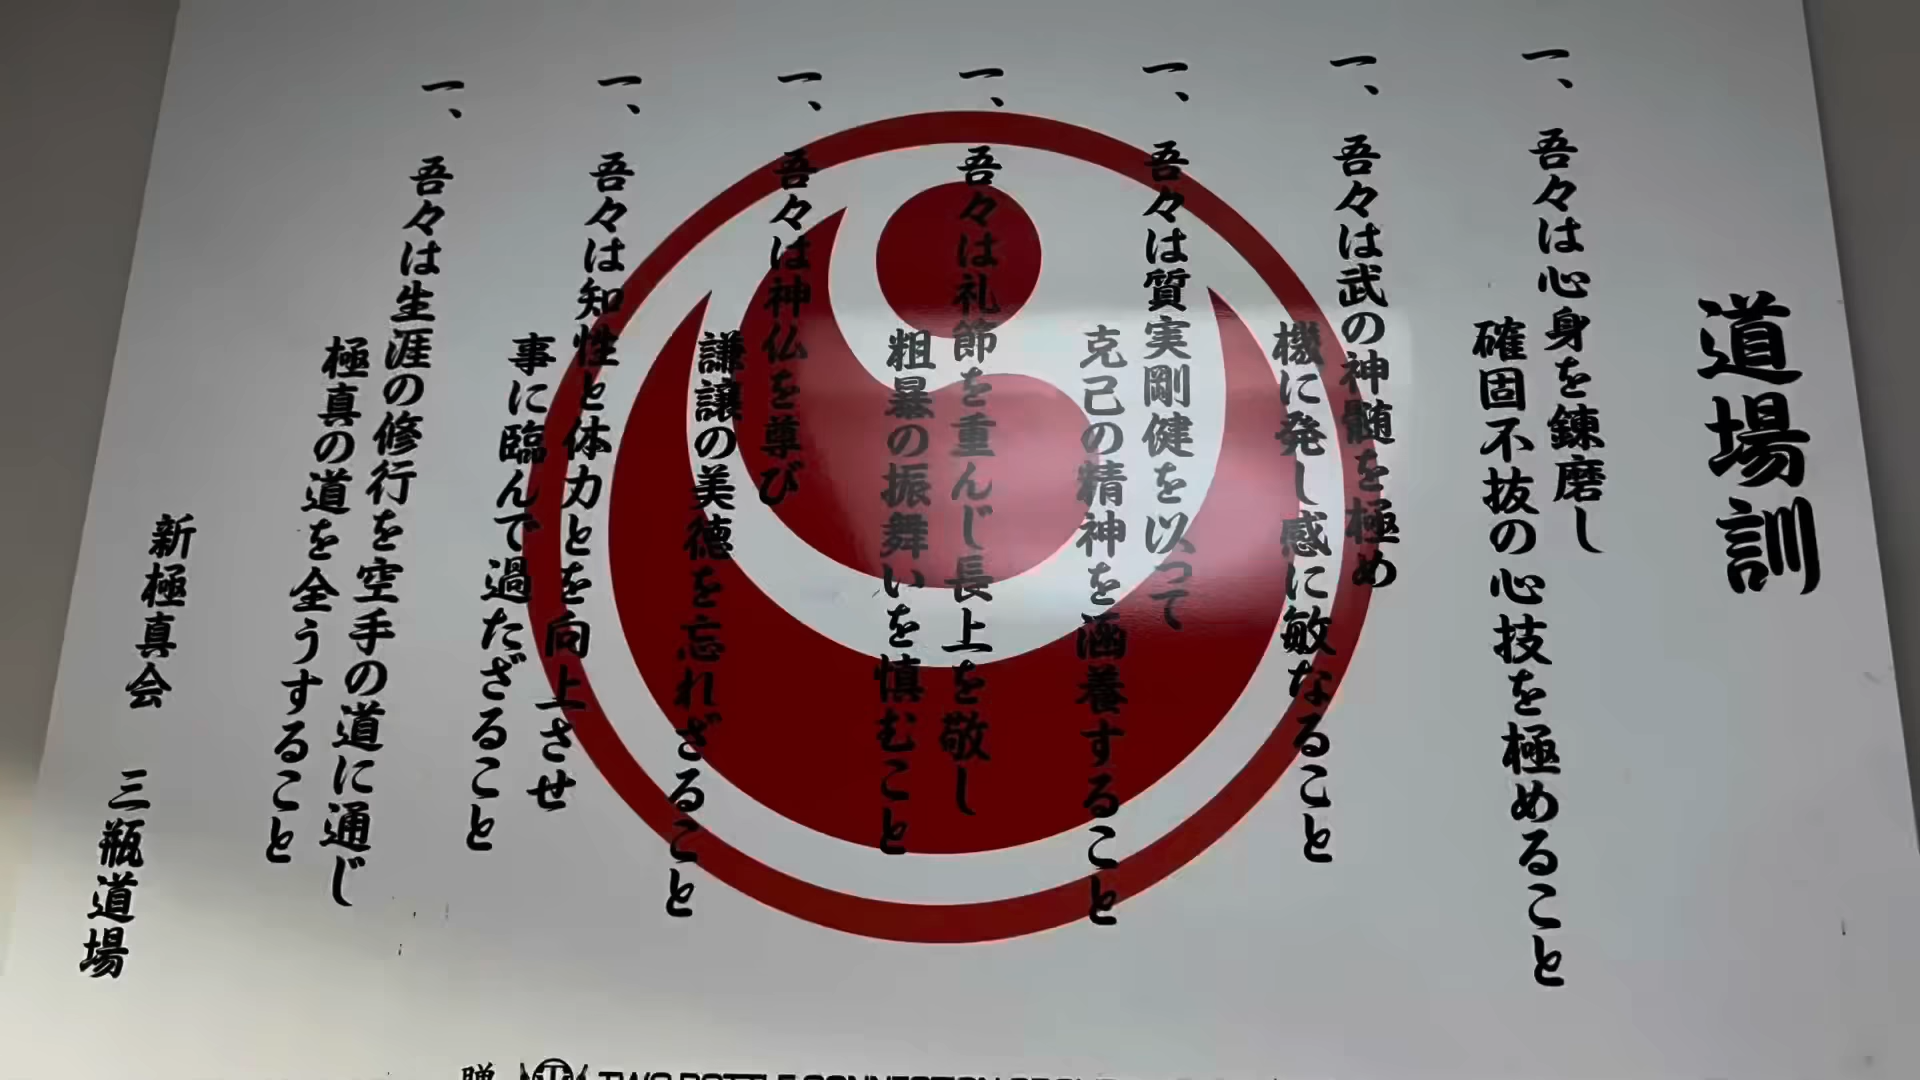 道場訓
一、吾々は心身を錬磨し
確固不抜の心技を極めること
一、吾々は武の神髄を極め
機に発し感に敏なること
一、吾々は質実剛健を以って
克己の精神を涵養すること
一、吾々は礼節を重んじ長上を敬し
粗暴の振舞いを慎むこと
一、吾々は神仏を尊び
謙譲の美徳を忘れざること
一、吾々は知性と体力とを向上させ
事に臨んで過たざること
一、吾々は生涯の修行を空手の道に通じ
極真の道を全うすること
新極真会 三瓶道場
贈 TWO BOTTLE CONNECTION GROUP